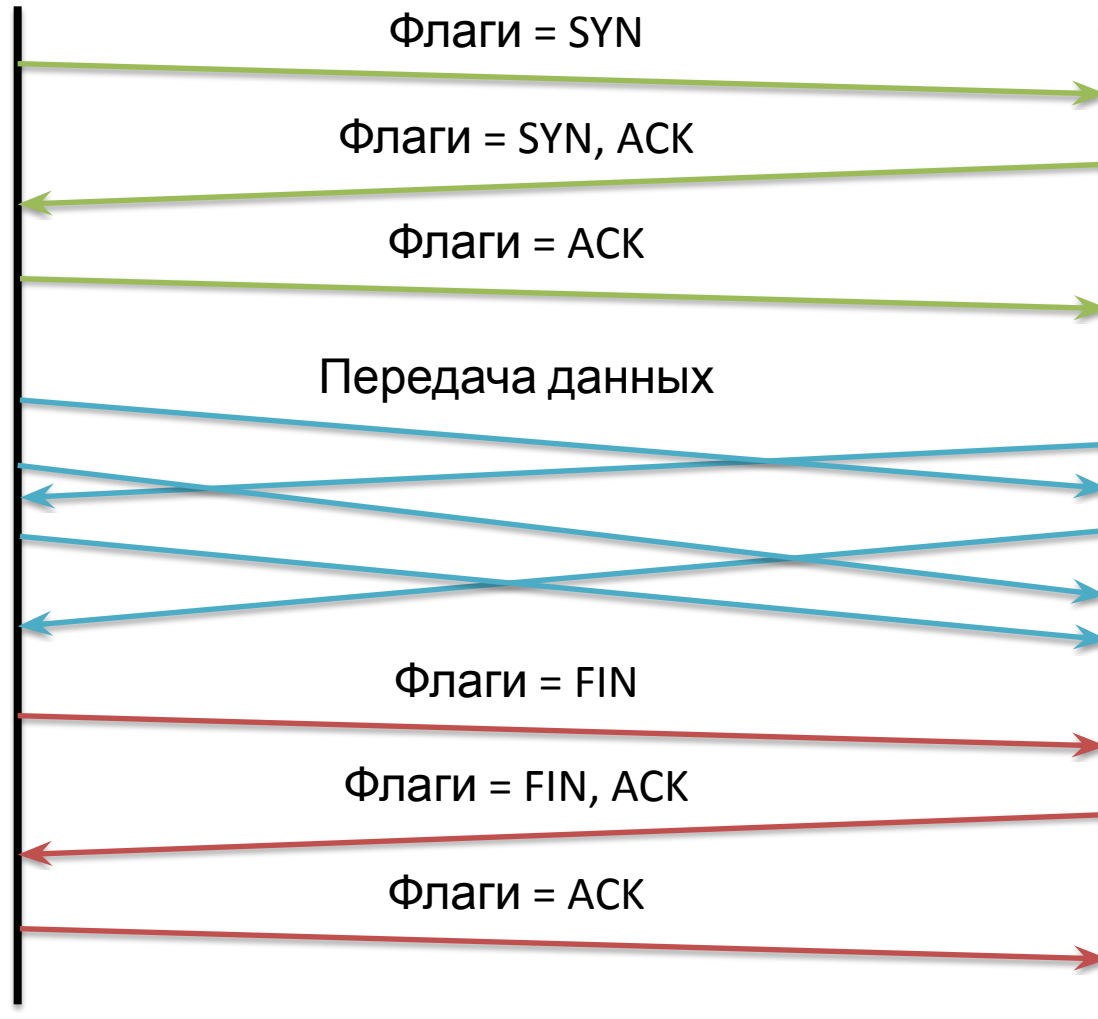 Флаги = SYN
Флаги = SYN, ACK
Флаги = ACK
Передача данных
Флаги = FIN
Флаги = FIN, ACK
Флаги = ACK